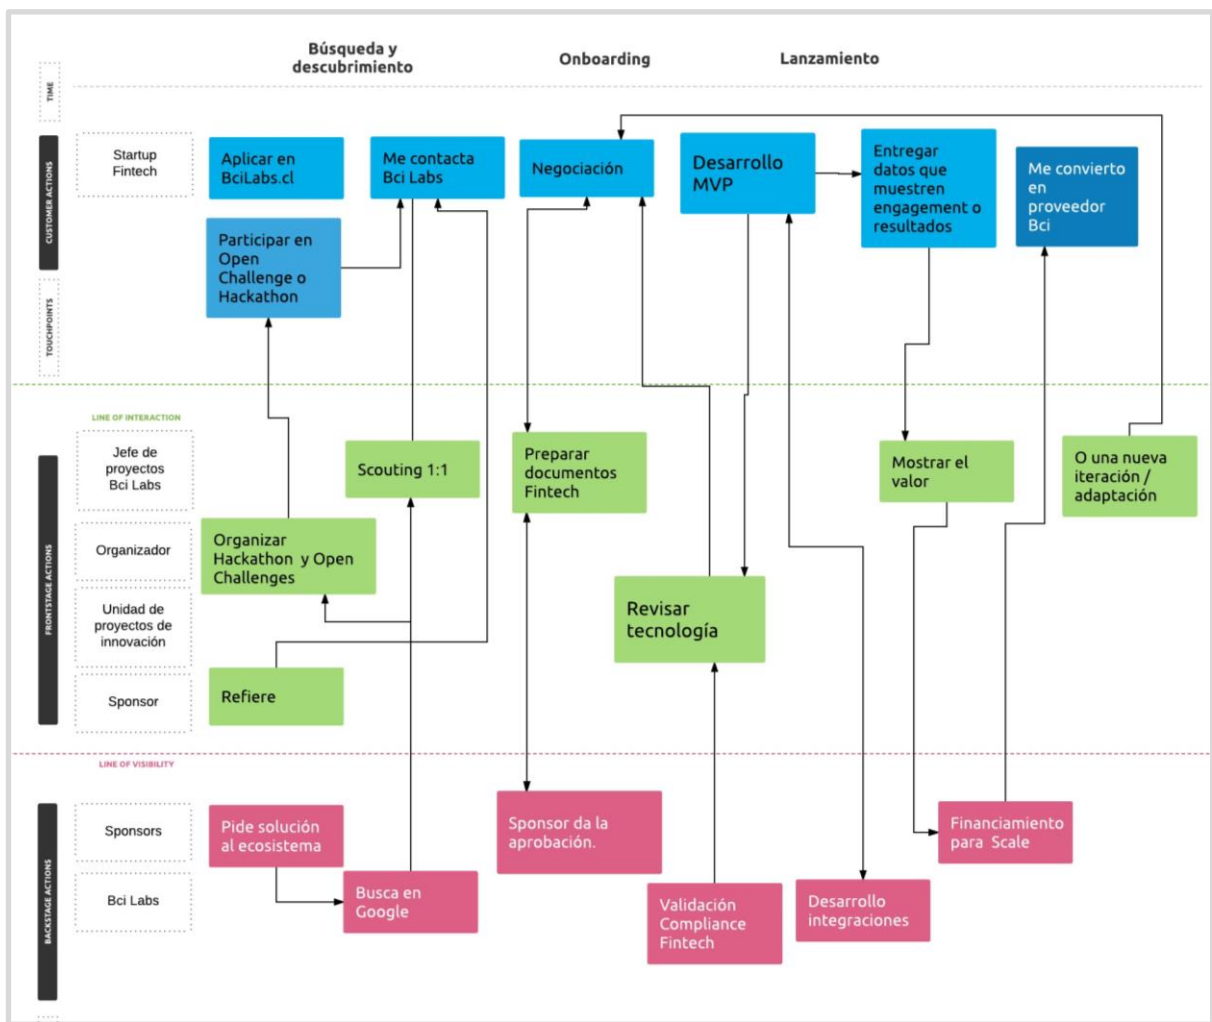 Búsqueda y
descubrimiento
Onboarding
Lanzamiento
TIME
CUSTOMER ACTIONS
Startup
Fintech
Aplicar en
BciLabs.cl
Me contacta
Bci Labs
Negociación
Desarrollo
MVP
Entregar
datos que
muestren
engagement o
resultados
Me convierto
en
proveedor
Bci
Participar en
Open
Challenge o
Hackathon
TOUCHPOINTS
LINE OF INTERACTION
FRONTSTAGE ACTIONS
Jefe de
proyectos
Bci Labs
Scouting 1:1
Preparar
documentos
Fintech
Mostrar el
valor
O una nueva
iteración /
adaptación
Organizador
Organizar
Hackathon y Open
Challenges
Unidad de
proyectos de
innovación
Revisar
tecnología
Sponsor
Refiere
LINE OF VISIBILITY
BACKSTAGE ACTIONS
Sponsors
Pide solución
al ecosistema
Sponsor da la
aprobación.
Financiamiento
para Scale
Bci Labs
Busca en
Google
Validación
Compliance
Fintech
Desarrollo
integraciones